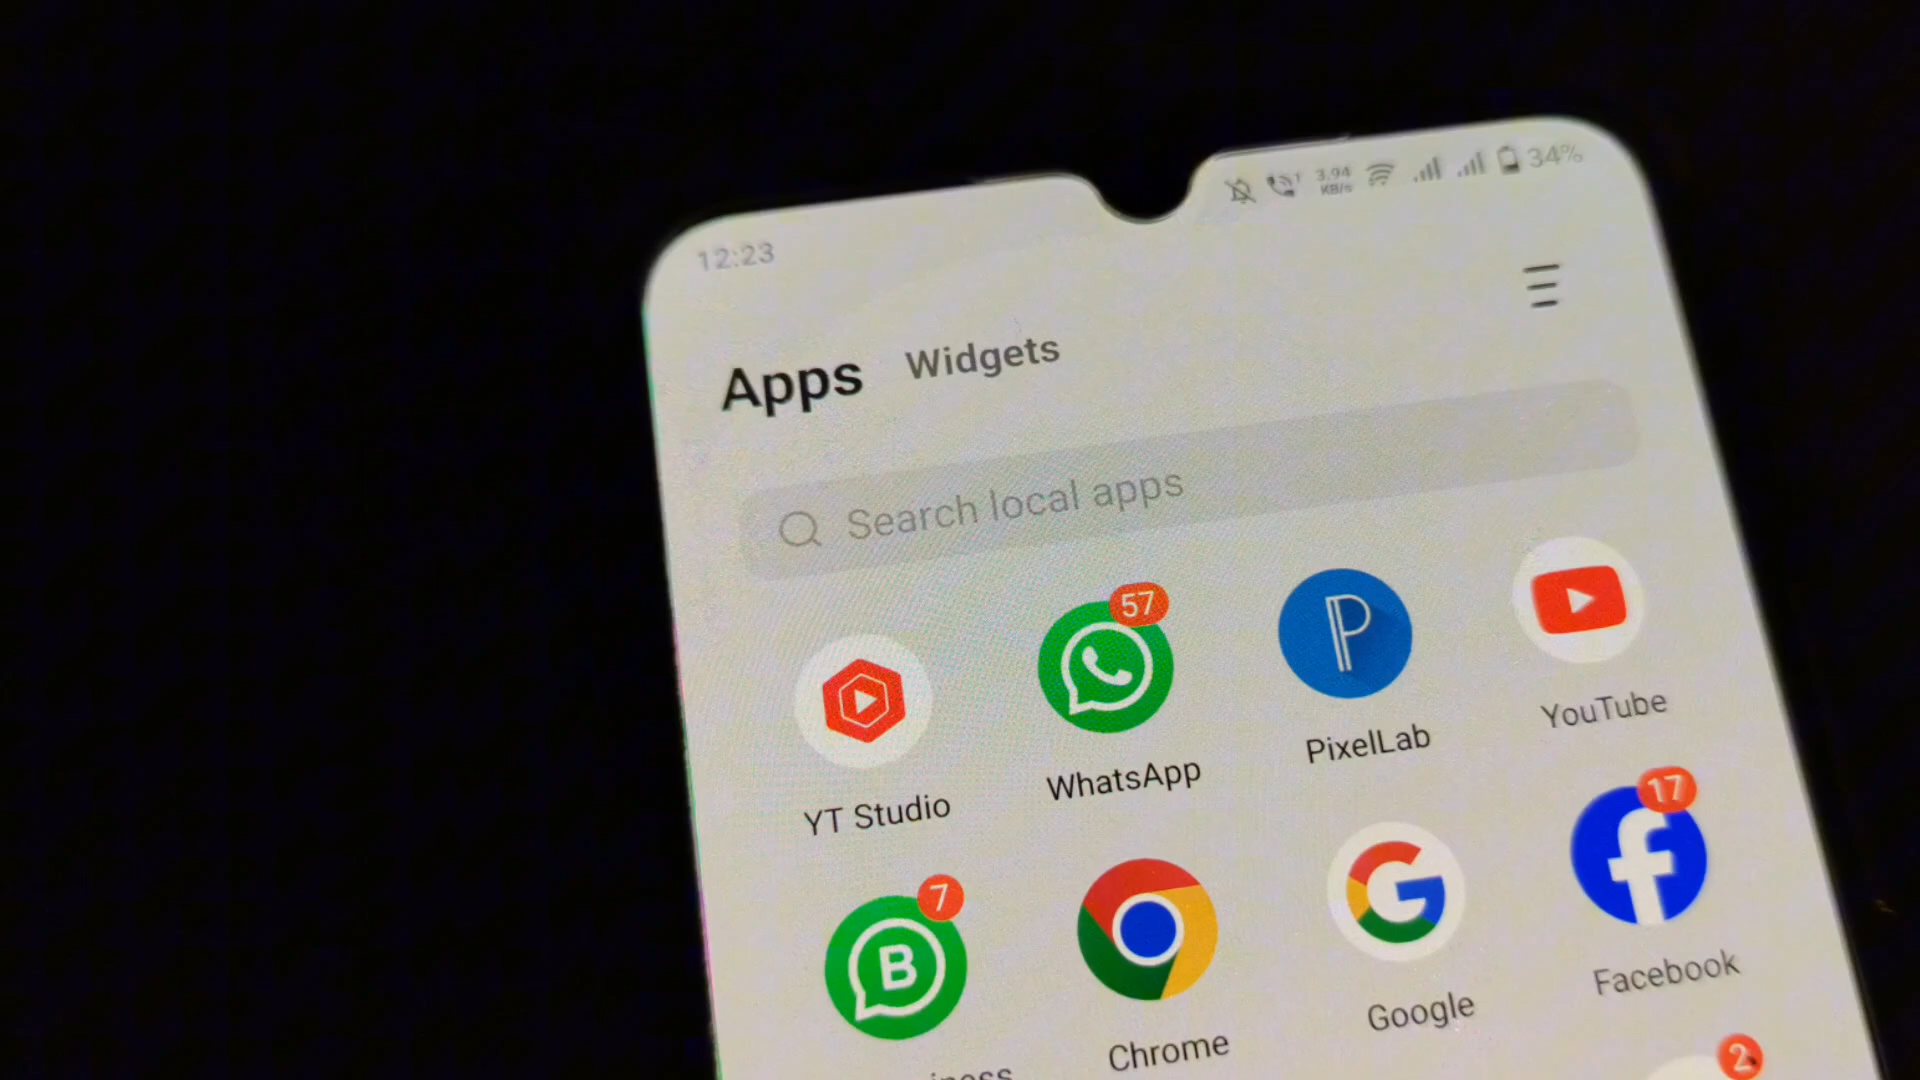 12:23
3.94
KB/s
34%
Apps Widgets
Search local apps
57
YT Studio WhatsApp PixelLab YouTube
7
B
17
Chrome Google Facebook
2